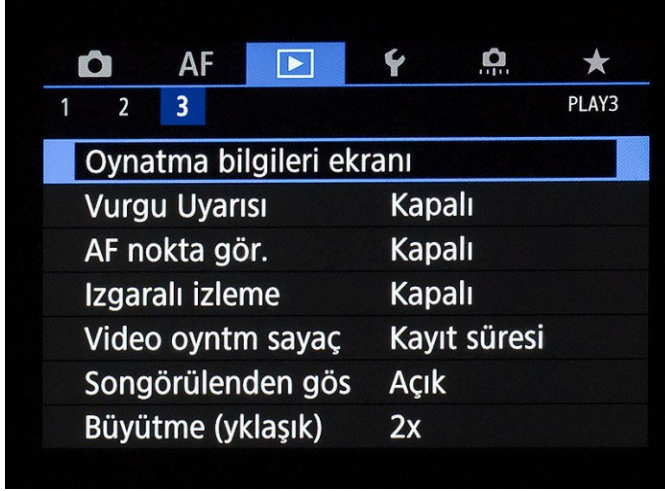 AF
1 2 3 PLAY3
Oynatma bilgileri ekranı
Vurgu Uyarısı Kapalı
AF nokta gör. Kapalı
Izgaralı izleme Kapalı
Video oyntm sayaç Kayıt süresi
Songörülenden gös Açık
Büyütme (yklaşık) 2x